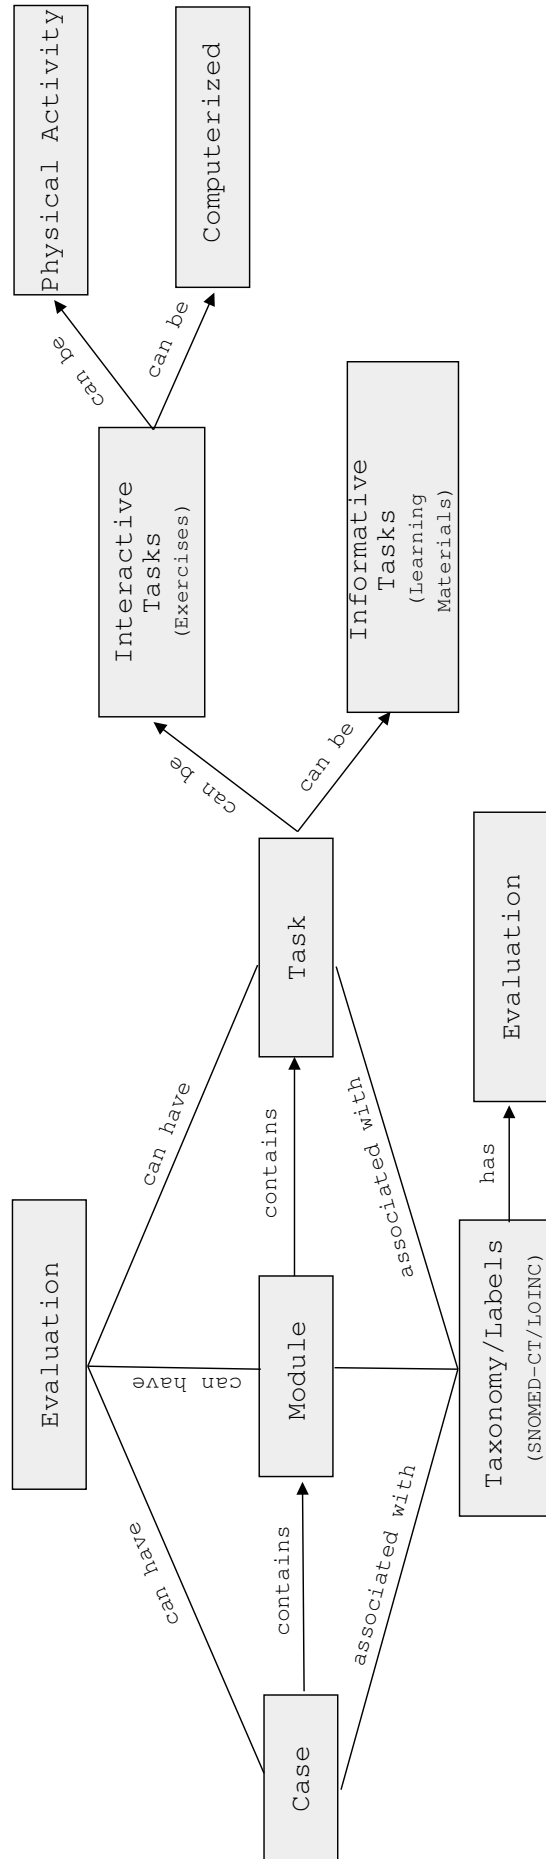 Physical Activity
Computerized
can be
can be
Interactive
Tasks
(Exercises)
Informative
Tasks
(Learning
Materials)
can be
can be
Task
Evaluation
can have
contains
associated with
has
Evaluation
can have
Module
Taxonomy/Labels
(SNOMED-CT/LOINC)
can have
contains
associated with
Case